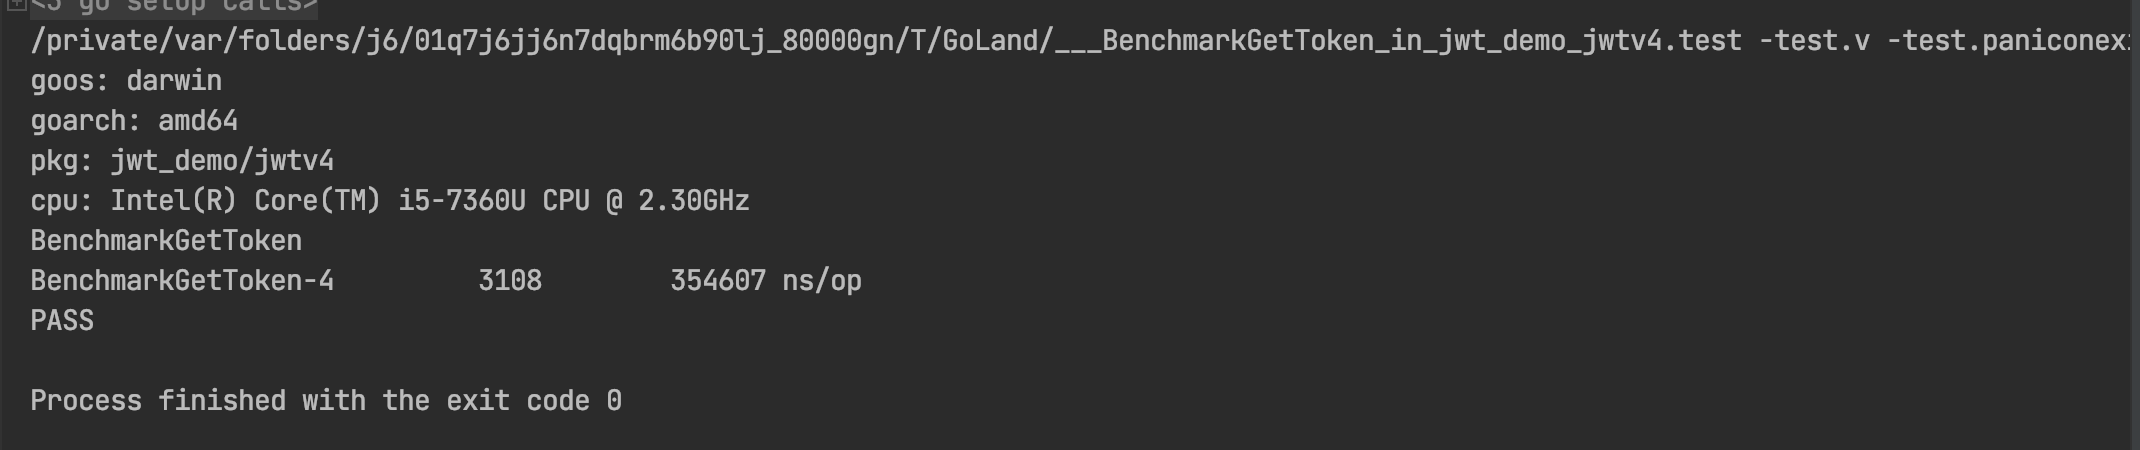 <3 go setup calls>
/private/var/folders/j6/01q7j6jj6n7dqbrm6b90lj_80000gn/T/GoLand/___BenchmarkGetToken_in_jwt_demo_jwtv4.test -test.v -test.paniconexi
goos: darwin
goarch: amd64
pkg: jwt_demo/jwtv4
cpu: Intel(R) Core(TM) i5-7360U CPU @ 2.30GHz
BenchmarkGetToken
BenchmarkGetToken-4         3108        354607 ns/op
PASS
Process finished with the exit code 0